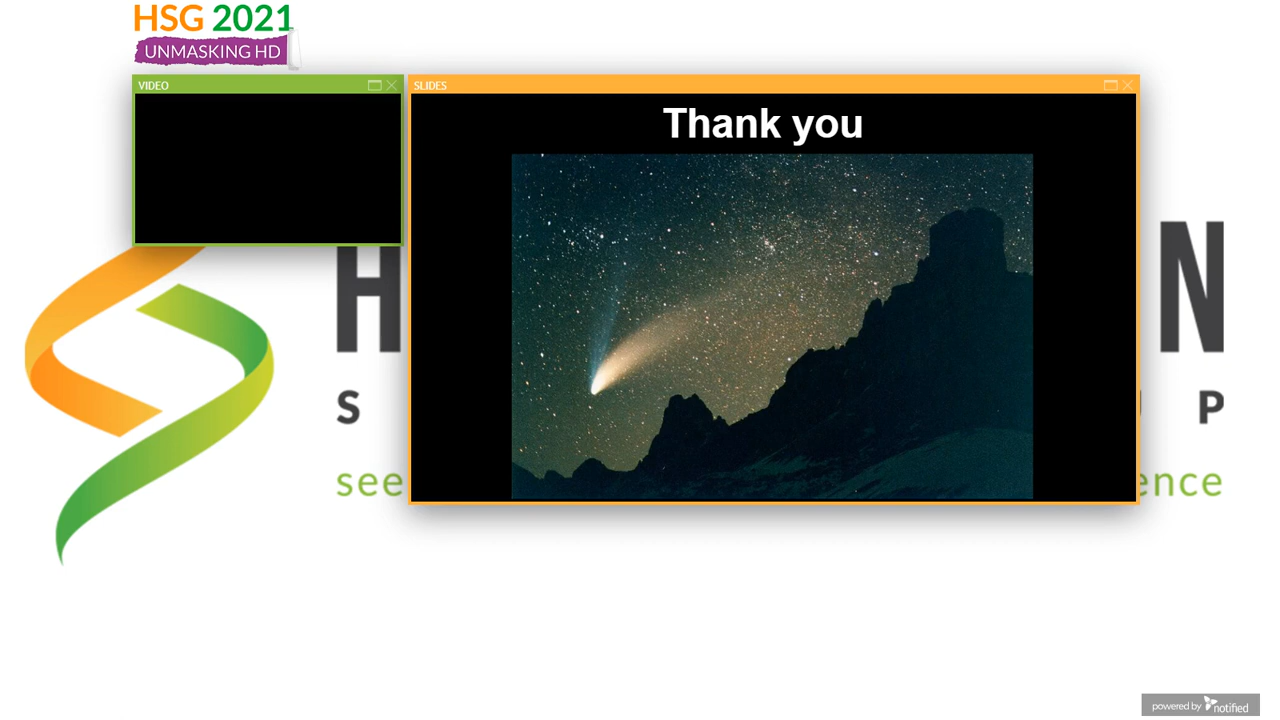 HSG 2021
UNMASKING HD
VIDEO
SLIDES
Thank you
H
N
S
P
see
ence
powered by notified